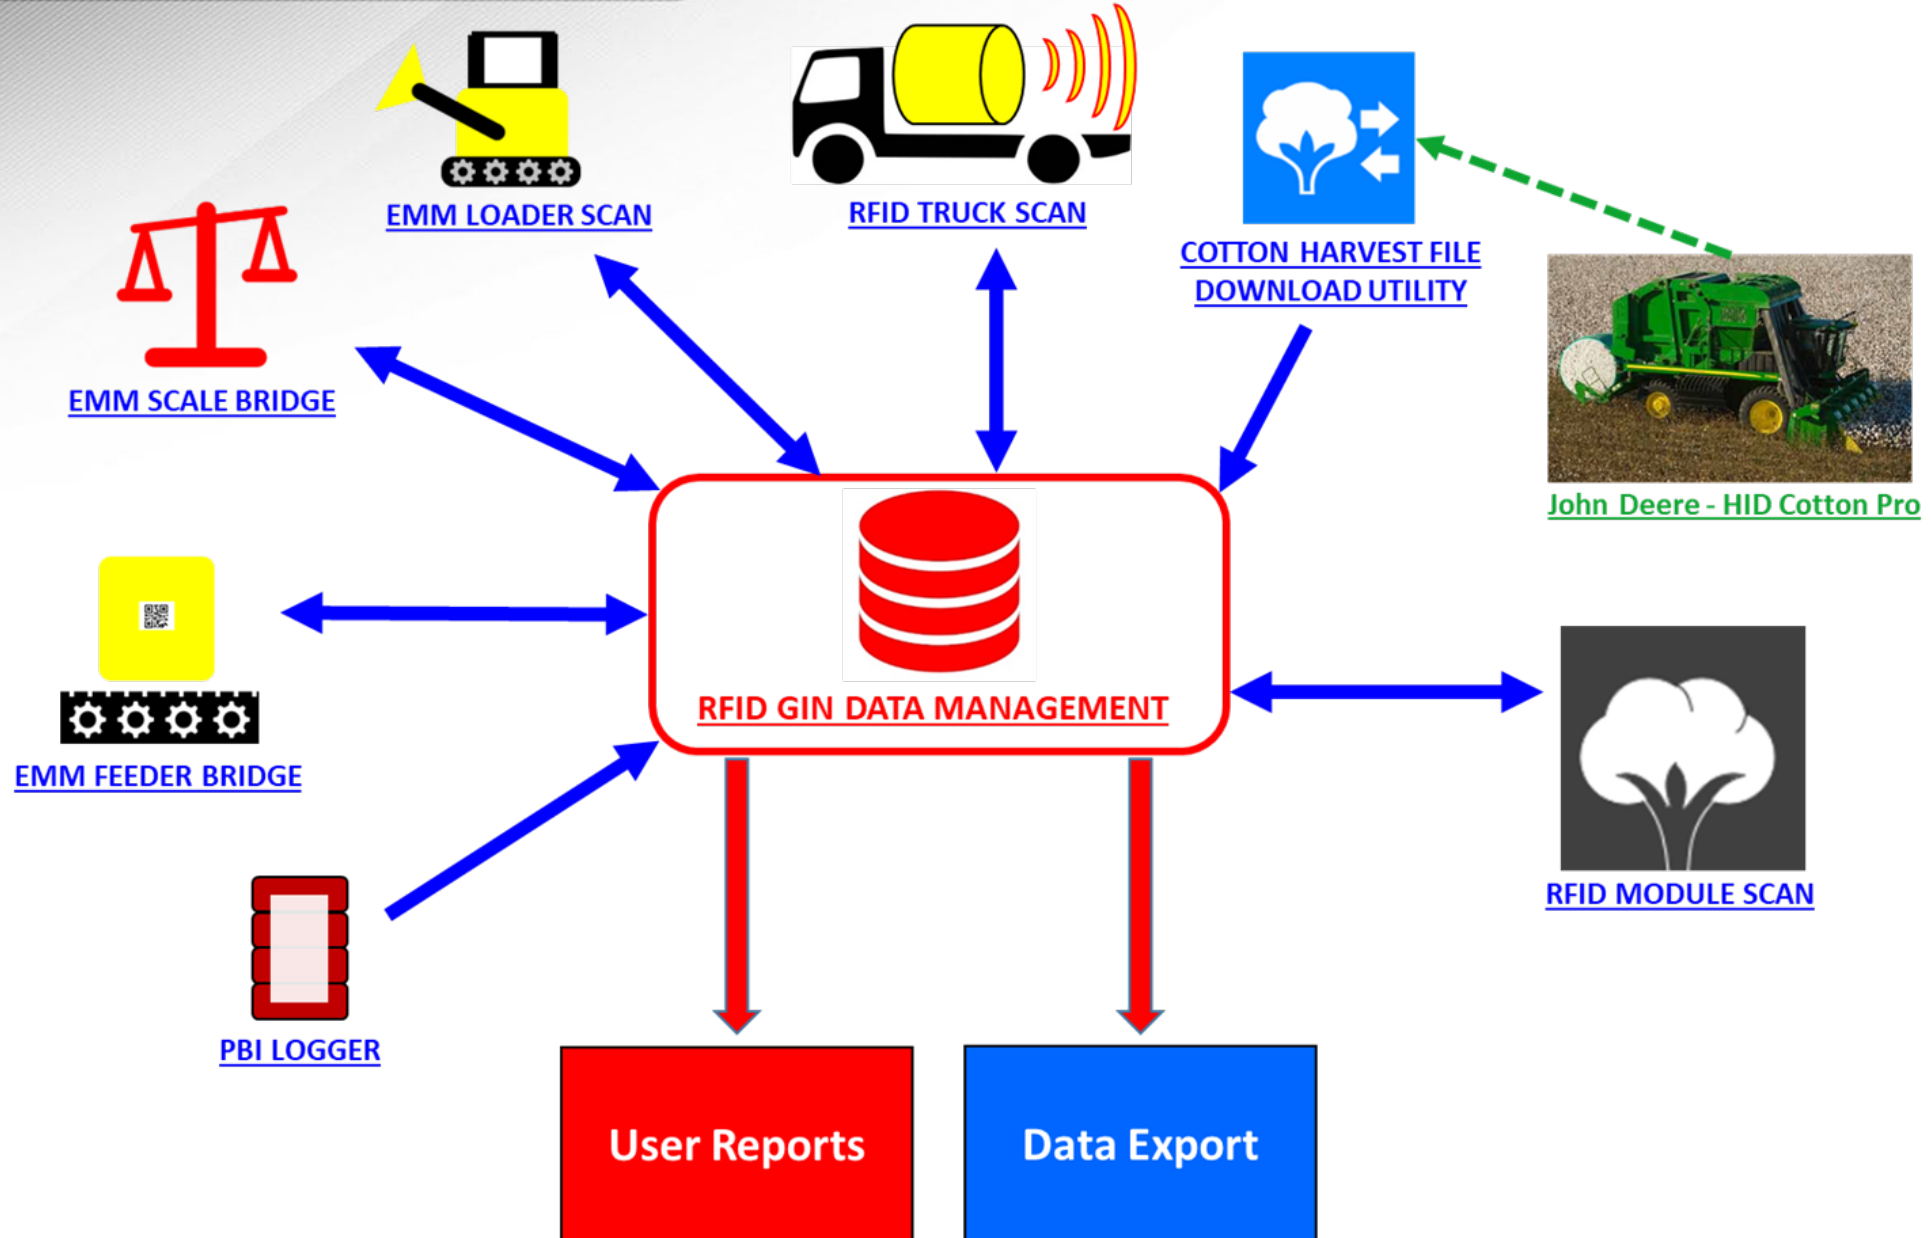 EMM LOADER SCAN
RFID TRUCK SCAN
COTTON HARVEST FILE
DOWNLOAD UTILITY
EMM SCALE BRIDGE
John Deere - HID Cotton Pro
RFID GIN DATA MANAGEMENT
EMM FEEDER BRIDGE
RFID MODULE SCAN
PBI LOGGER
User Reports
Data Export